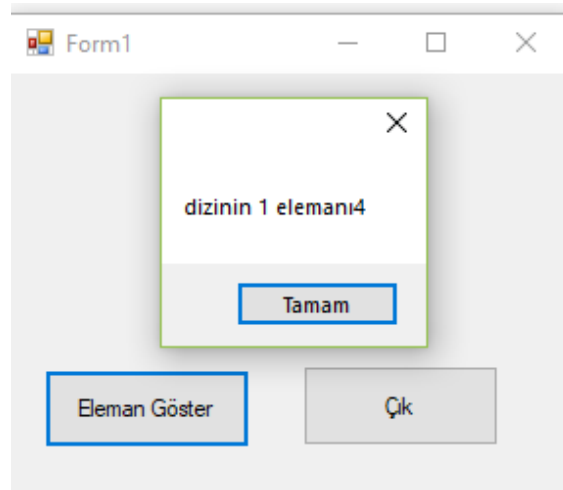 Form1
dizinin 1 elemanı4
Tamam
Eleman Göster
Çık